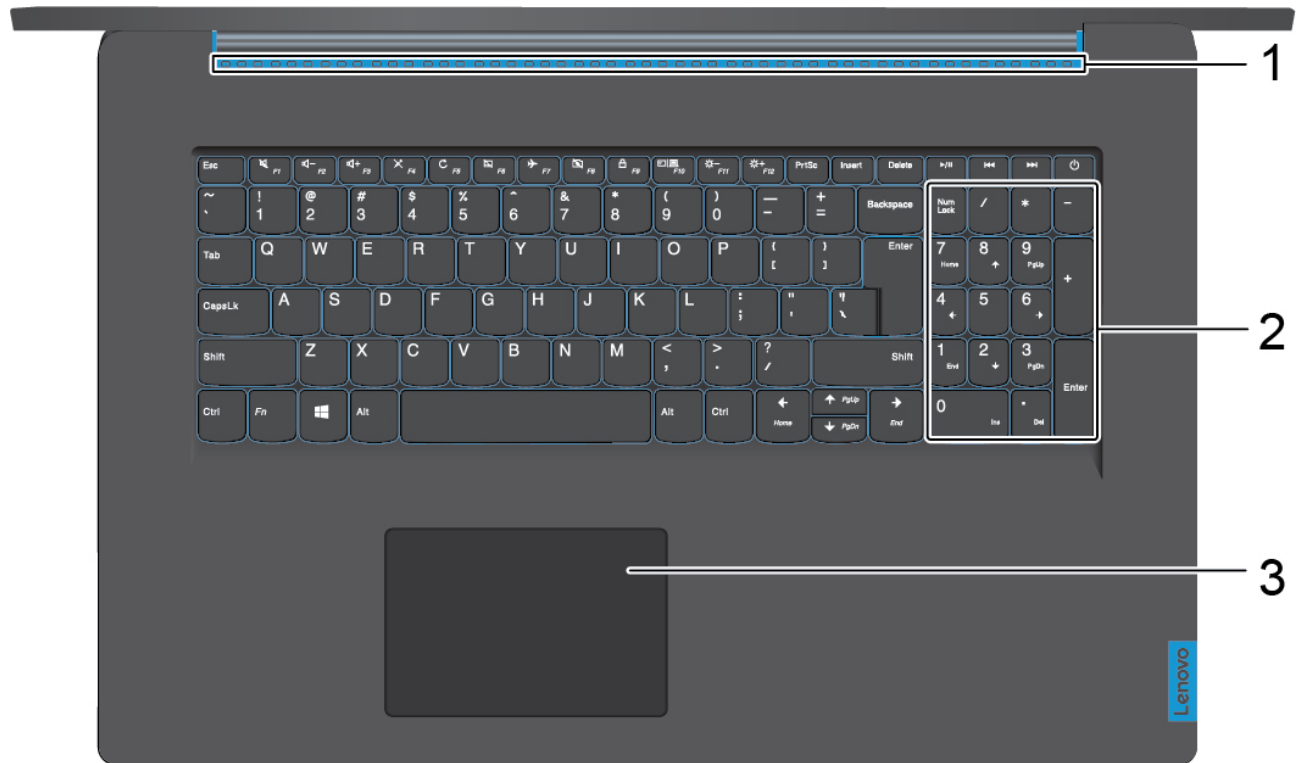 1
Esc F1 F2 F3 F4 F5 F6 F7 F8 F9 F10 F11 F12 PrtSc Insert Delete
~ ! @ # $ % ^ & * ( ) — + Backspace Num Lock / * -
` 1 2 3 4 5 6 7 8 9 0 - =
Tab Q W E R T Y U I O P { } Enter 7 8 9 +
[ ] Home PgUp
CapsLk A S D F G H J K L : " 4 5 6
; ' \
2
Shift Z X C V B N M < > ? Shift 1 2 3 Enter
, . / End PgDn
Ctrl Fn Alt Alt Ctrl Home PgUp End 0 .
PgDn Ins Del
3
Lenovo